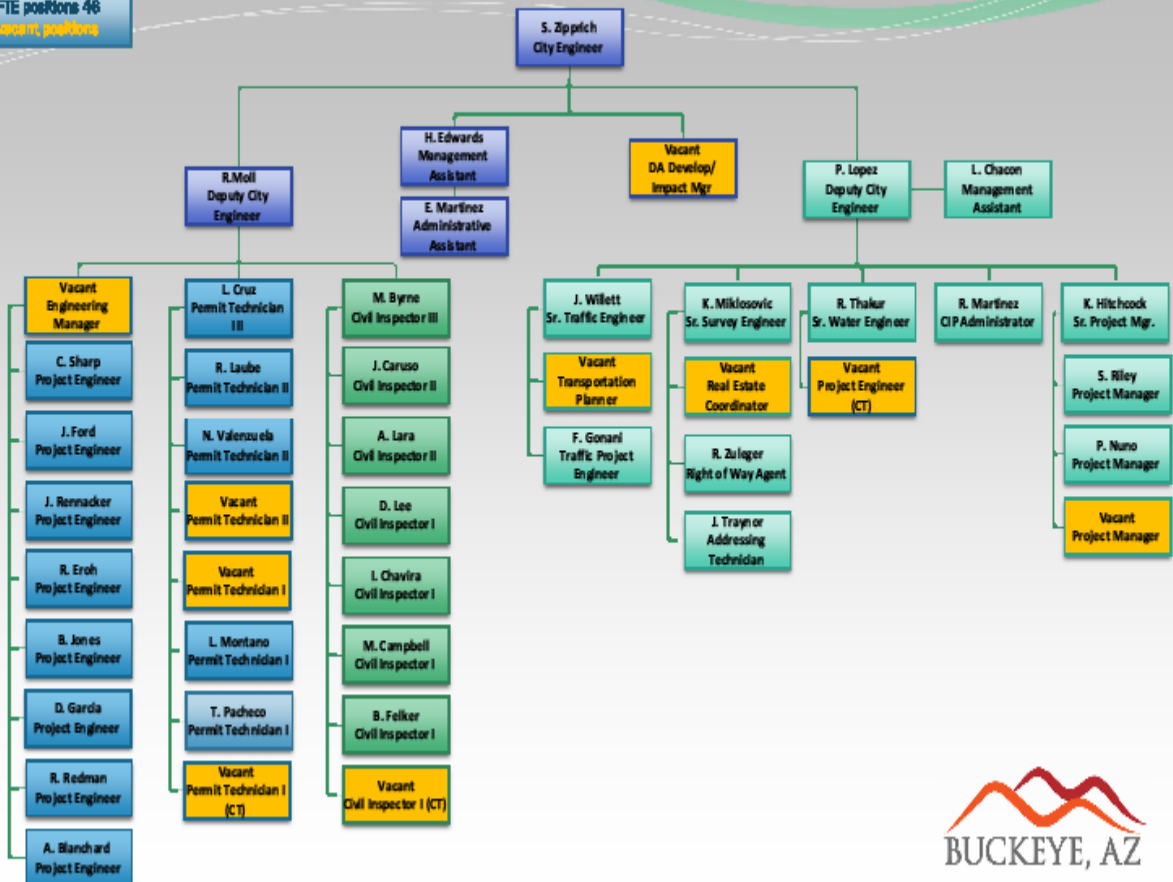 FTE positions 46
vacant positions
S. Zipprich
City Engineer
H. Edwards
Management
Assistant
Vacant
DA Develop/
Impact Mgr
R.Moll
Deputy City
Engineer
E. Martinez
Administrative
Assistant
P. Lopez
Deputy City
Engineer
L. Chacon
Management
Assistant
Vacant
Engineering
Manager
C. Sharp
Project Engineer
J. Ford
Project Engineer
J. Rennacker
Project Engineer
R. Eroh
Project Engineer
B. Jones
Project Engineer
D. Garcia
Project Engineer
R. Redman
Project Engineer
A. Blanchard
Project Engineer
L. Cruz
Permit Technician
III
R. Laube
Permit Technician II
N. Valenzuela
Permit Technician II
Vacant
Permit Technician II
Vacant
Permit Technician I
L. Montano
Permit Technician I
T. Pacheco
Permit Technician I
Vacant
Permit Technician I
(CT)
M. Byrne
Civil Inspector III
J. Caruso
Civil Inspector II
A. Lara
Civil Inspector II
D. Lee
Civil Inspector I
I. Chavira
Civil Inspector I
M. Campbell
Civil Inspector I
B. Felker
Civil Inspector I
Vacant
Civil Inspector I (CT)
J. Willett
Sr. Traffic Engineer
Vacant
Transportation
Planner
F. Gonani
Traffic Project
Engineer
K. Miklosovic
Sr. Survey Engineer
Vacant
Real Estate
Coordinator
R. Zuleger
Right of Way Agent
J. Traynor
Addressing
Technician
R. Thakur
Sr. Water Engineer
Vacant
Project Engineer
(CT)
R. Martinez
CIP Administrator
K. Hitchcock
Sr. Project Mgr.
S. Riley
Project Manager
P. Nuno
Project Manager
Vacant
Project Manager
BUCKEYE, AZ